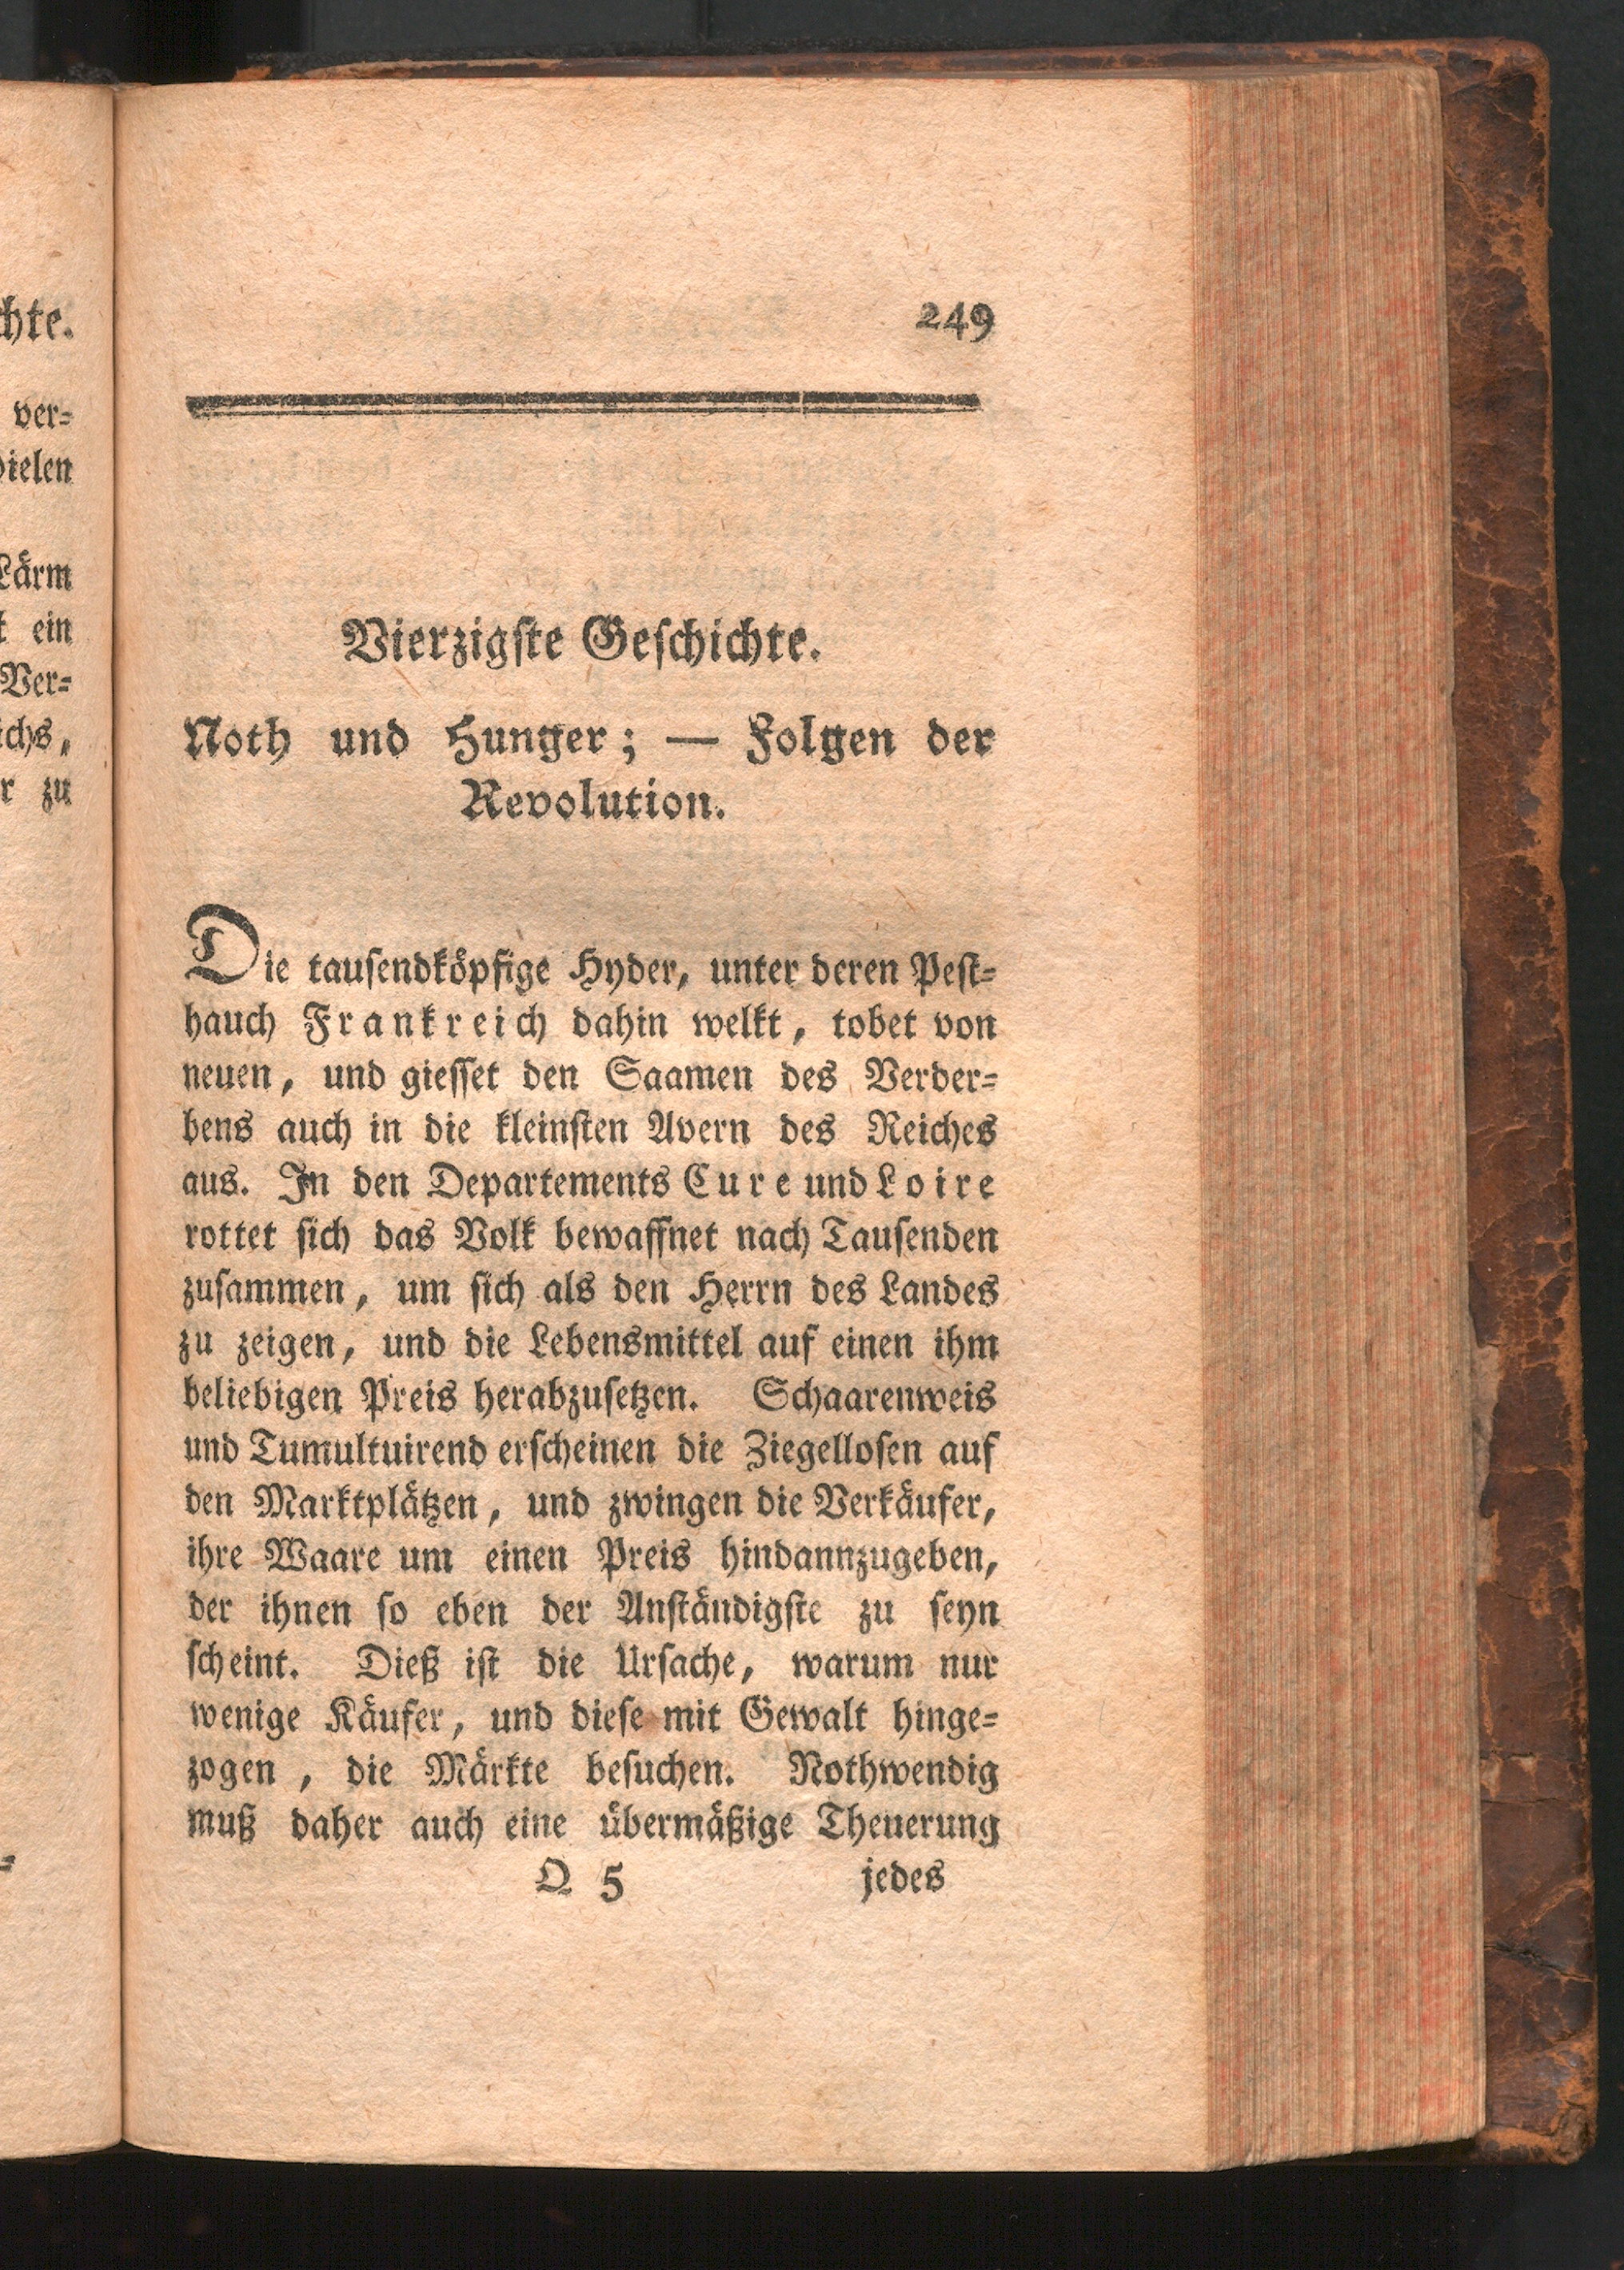 249
Vierzigſte Geſchichte.
Noth und Hunger; — Folgen der
Revolution.
Die tauſendköpfige Hyder, unter deren Peſt-
hauch Frankreich dahin welkt, tobet von
neuen, und gieſſet den Saamen des Verder-
bens auch in die kleinſten Avern des Reiches
aus. In den Departements Cure und Loire
rottet ſich das Volk bewaffnet nach Tauſenden
zuſammen, um ſich als den Herrn des Landes
zu zeigen, und die Lebensmittel auf einen ihm
beliebigen Preis herabzuſetzen. Schaarenweis
und Tumultuirend erſcheinen die Ziegelloſen auf
den Marktplätzen, und zwingen die Verkäufer,
ihre Waare um einen Preis hindannzugeben,
der ihnen ſo eben der Anſtändigſte zu ſeyn
ſcheint. Dieß iſt die Urſache, warum nur
wenige Käufer, und dieſe mit Gewalt hinge-
zogen, die Märkte beſuchen. Nothwendig
muß daher auch eine übermäßige Theuerung
Q 5 jedes